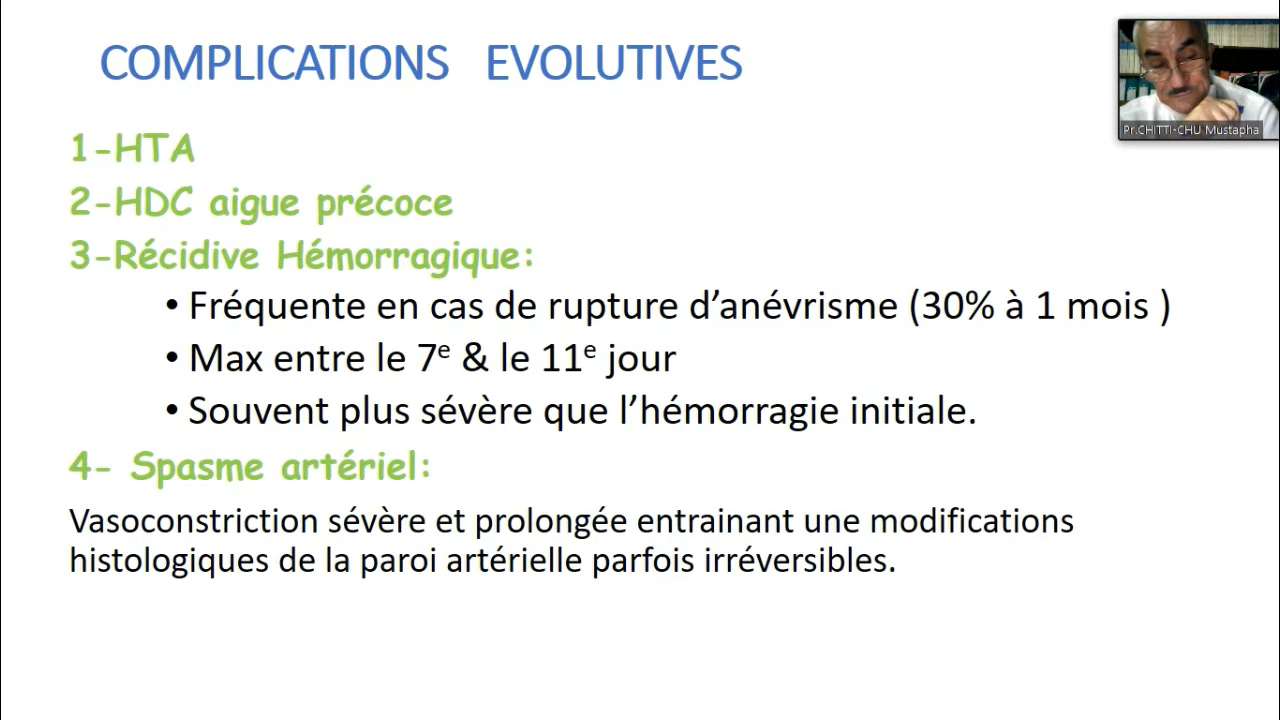 COMPLICATIONS EVOLUTIVES
Pr.CHITTI-CHU Mustapha
1-HTA
2-HDC aigue précoce
3-Récidive Hémorragique:
• Fréquente en cas de rupture d’anévrisme (30% à 1 mois )
• Max entre le 7e & le 11e jour
• Souvent plus sévère que l’hémorragie initiale.
4- Spasme artériel:
Vasoconstriction sévère et prolongée entrainant une modifications
histologiques de la paroi artérielle parfois irréversibles.